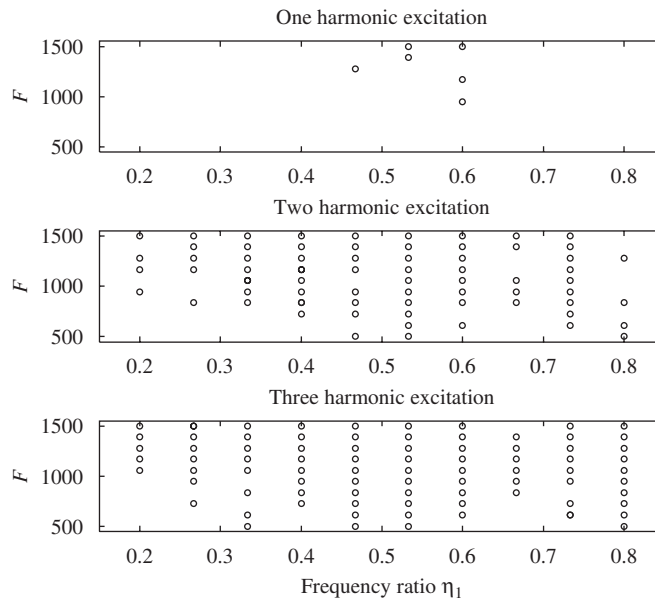 One harmonic excitation
1500
1000
500
F
0.2 0.3 0.4 0.5 0.6 0.7 0.8
Two harmonic excitation
1500
1000
500
F
0.2 0.3 0.4 0.5 0.6 0.7 0.8
Three harmonic excitation
1500
1000
500
F
0.2 0.3 0.4 0.5 0.6 0.7 0.8
Frequency ratio η₁